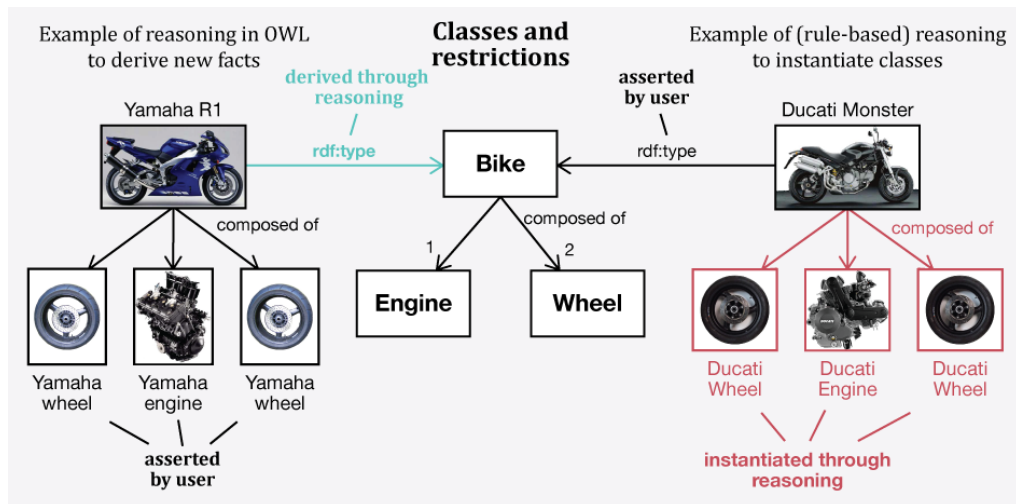 Example of reasoning in OWL
to derive new facts
Classes and
restrictions
Example of (rule-based) reasoning
to instantiate classes
derived through
reasoning
asserted
by user
Yamaha R1
Ducati Monster
rdf:type
Bike
rdf:type
composed of
composed of
composed of
1
2
Engine
Wheel
Yamaha
wheel
Yamaha
engine
Yamaha
wheel
Ducati
Wheel
Ducati
Engine
Ducati
Wheel
asserted
by user
instantiated through
reasoning